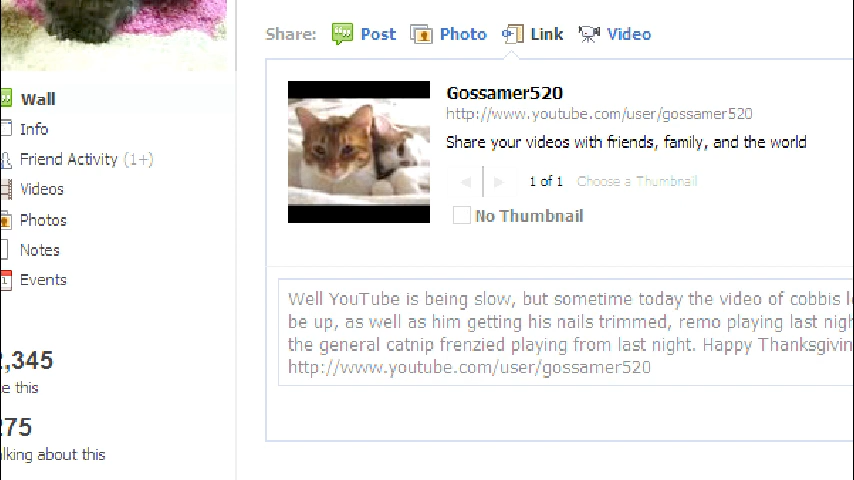 Share: Post Photo Link Video
Wall
Info
Friend Activity (1+)
Videos
Photos
Notes
Events
2,345
this
275
about this
Gossamer520
http://www.youtube.com/user/gossamer520
Share your videos with friends, family, and the world
1 of 1 Choose a Thumbnail
No Thumbnail
Well YouTube is being slow, but sometime today the video of cobbis
be up, as well as him getting his nails trimmed, remo playing last
the general catnip frenzied playing from last night. Happy
http://www.youtube.com/user/gossamer520